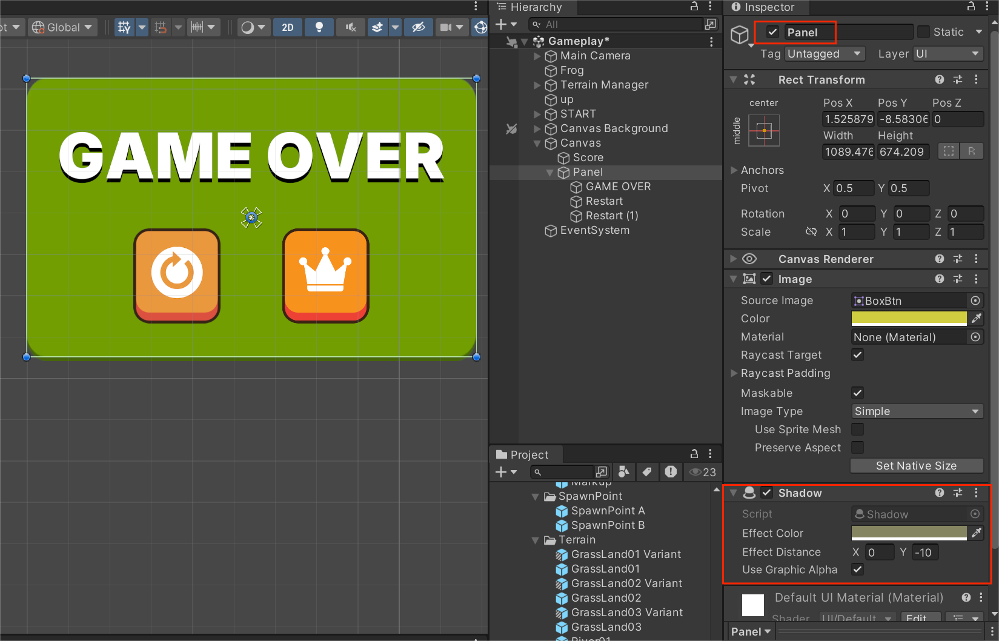 ot Global 2D
GAME OVER
Hierarchy
All
Gameplay*
Main Camera
Frog
Terrain Manager
up
START
Canvas Background
Canvas
Score
Panel
GAME OVER
Restart
Restart (1)
EventSystem
Project
23
Markup
SpawnPoint
SpawnPoint A
SpawnPoint B
Terrain
GrassLand01 Variant
GrassLand01
GrassLand02 Variant
GrassLand02
GrassLand03 Variant
GrassLand03
River01
Inspector
Panel Static
Tag Untagged Layer UI
Rect Transform
center Pos X Pos Y Pos Z
middle 1.525879 -8.58306 0
Width Height
1089.476 674.209 R
Anchors
Pivot X 0.5 Y 0.5
Rotation X 0 Y 0 Z 0
Scale X 1 Y 1 Z 1
Canvas Renderer
Image
Source Image BoxBtn
Color
Material None (Material)
Raycast Target
Raycast Padding
Maskable
Image Type Simple
Use Sprite Mesh
Preserve Aspect
Set Native Size
Shadow
Script Shadow
Effect Color
Effect Distance X 0 Y -10
Use Graphic Alpha
Default UI Material (Material)
Shader UI/Default Edit...
Panel